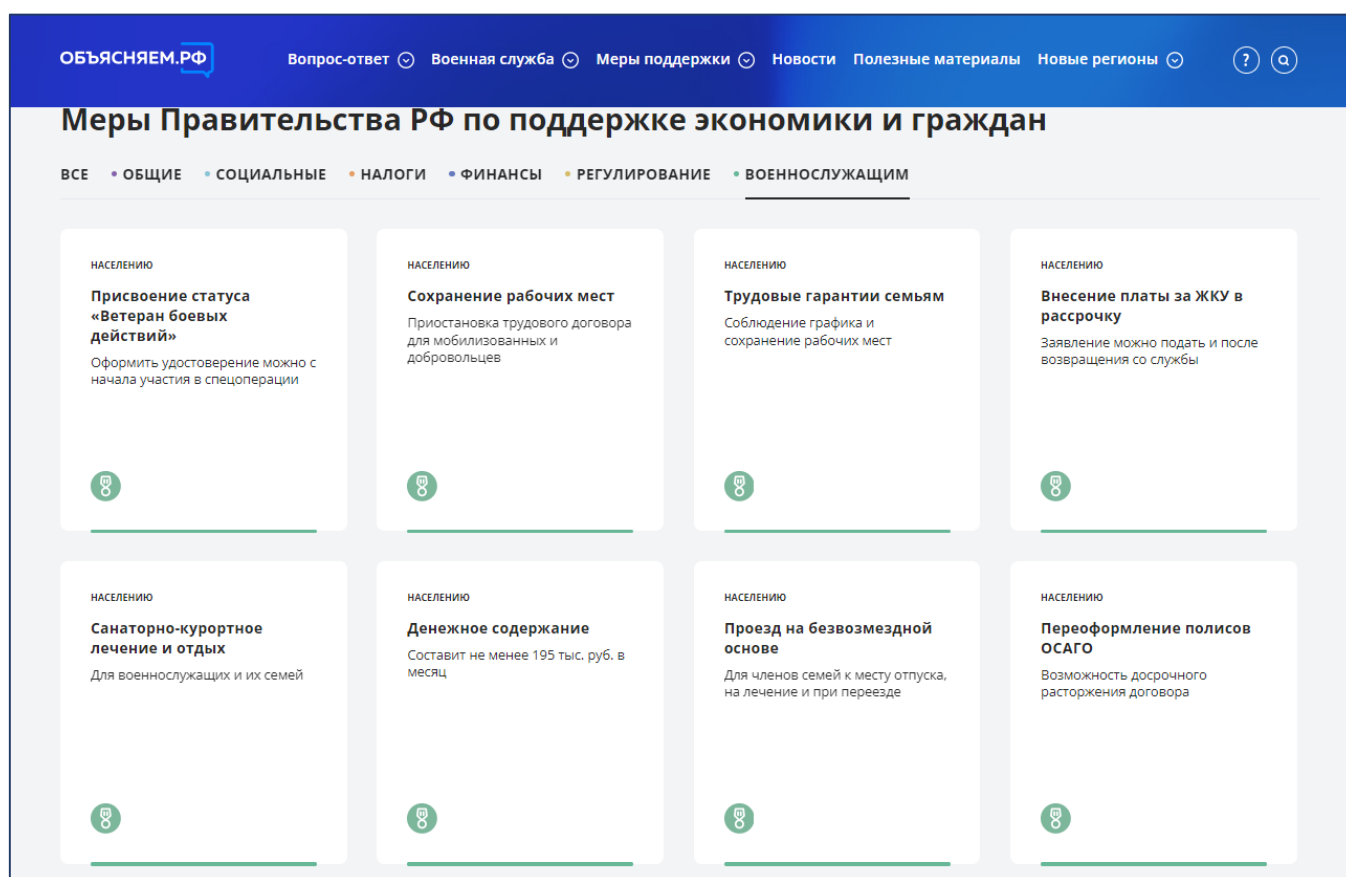 ОБЪЯСНЯЕМ.РФ
Вопрос-ответ Военная служба Меры поддержки Новости Полезные материалы Новые регионы ?
Меры Правительства РФ по поддержке экономики и граждан
ВСЕ • ОБЩИЕ • СОЦИАЛЬНЫЕ • НАЛОГИ • ФИНАНСЫ • РЕГУЛИРОВАНИЕ • ВОЕННОСЛУЖАЩИМ
НАСЕЛЕНИЮ
Присвоение статуса
«Ветеран боевых
действий»
Оформить удостоверение можно с
начала участия в спецоперации
НАСЕЛЕНИЮ
Сохранение рабочих мест
Приостановка трудового договора
для мобилизованных и
добровольцев
НАСЕЛЕНИЮ
Трудовые гарантии семьям
Соблюдение графика и
сохранение рабочих мест
НАСЕЛЕНИЮ
Внесение платы за ЖКУ в
рассрочку
Заявление можно подать и после
возвращения со службы
НАСЕЛЕНИЮ
Санаторно-курортное
лечение и отдых
Для военнослужащих и их семей
НАСЕЛЕНИЮ
Денежное содержание
Составит не менее 195 тыс. руб. в
месяц
НАСЕЛЕНИЮ
Проезд на безвозмездной
основе
Для членов семей к месту отпуска,
на лечение и при переезде
НАСЕЛЕНИЮ
Переоформление полисов
ОСАГО
Возможность досрочного
расторжения договора